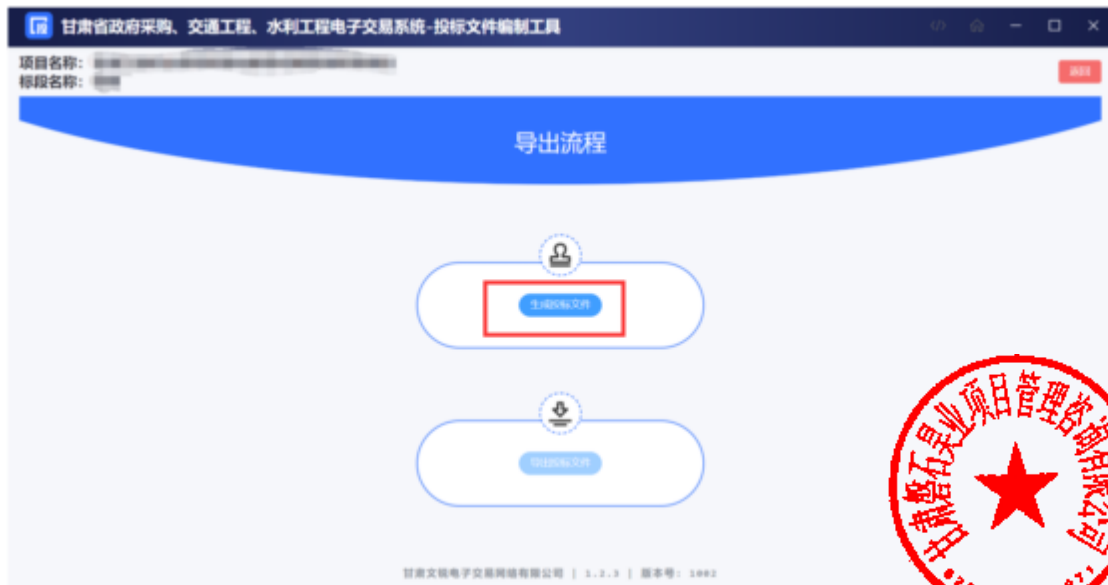 甘肃省政府采购、交通工程、水利工程电子交易系统-投标文件编制工具
项目名称：
标段名称：
返回
导出流程
生成投标文件
导出投标文件
甘肃磐石昊业项目管理咨询有限公司
甘肃文锐电子交易网络有限公司 | 1.2.3 | 版本号: 1002